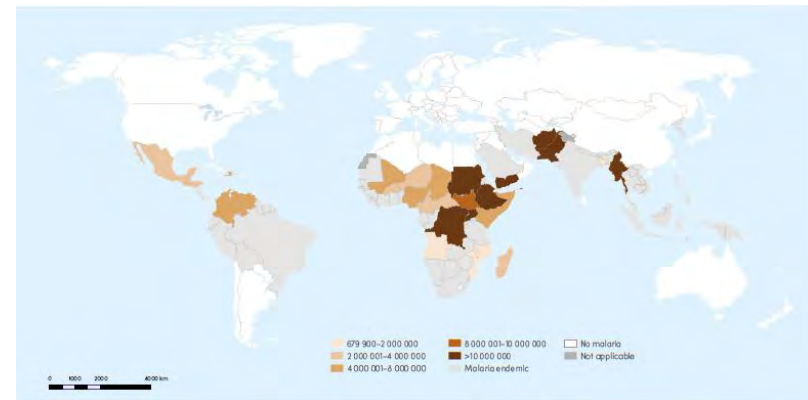 679 900–2 000 000
2 000 001–4 000 000
4 000 001–6 000 000
8 000 001–10 000 000
>10 000 000
Malaria endemic
No malaria
Not applicable
0 1000 2000 4000 km